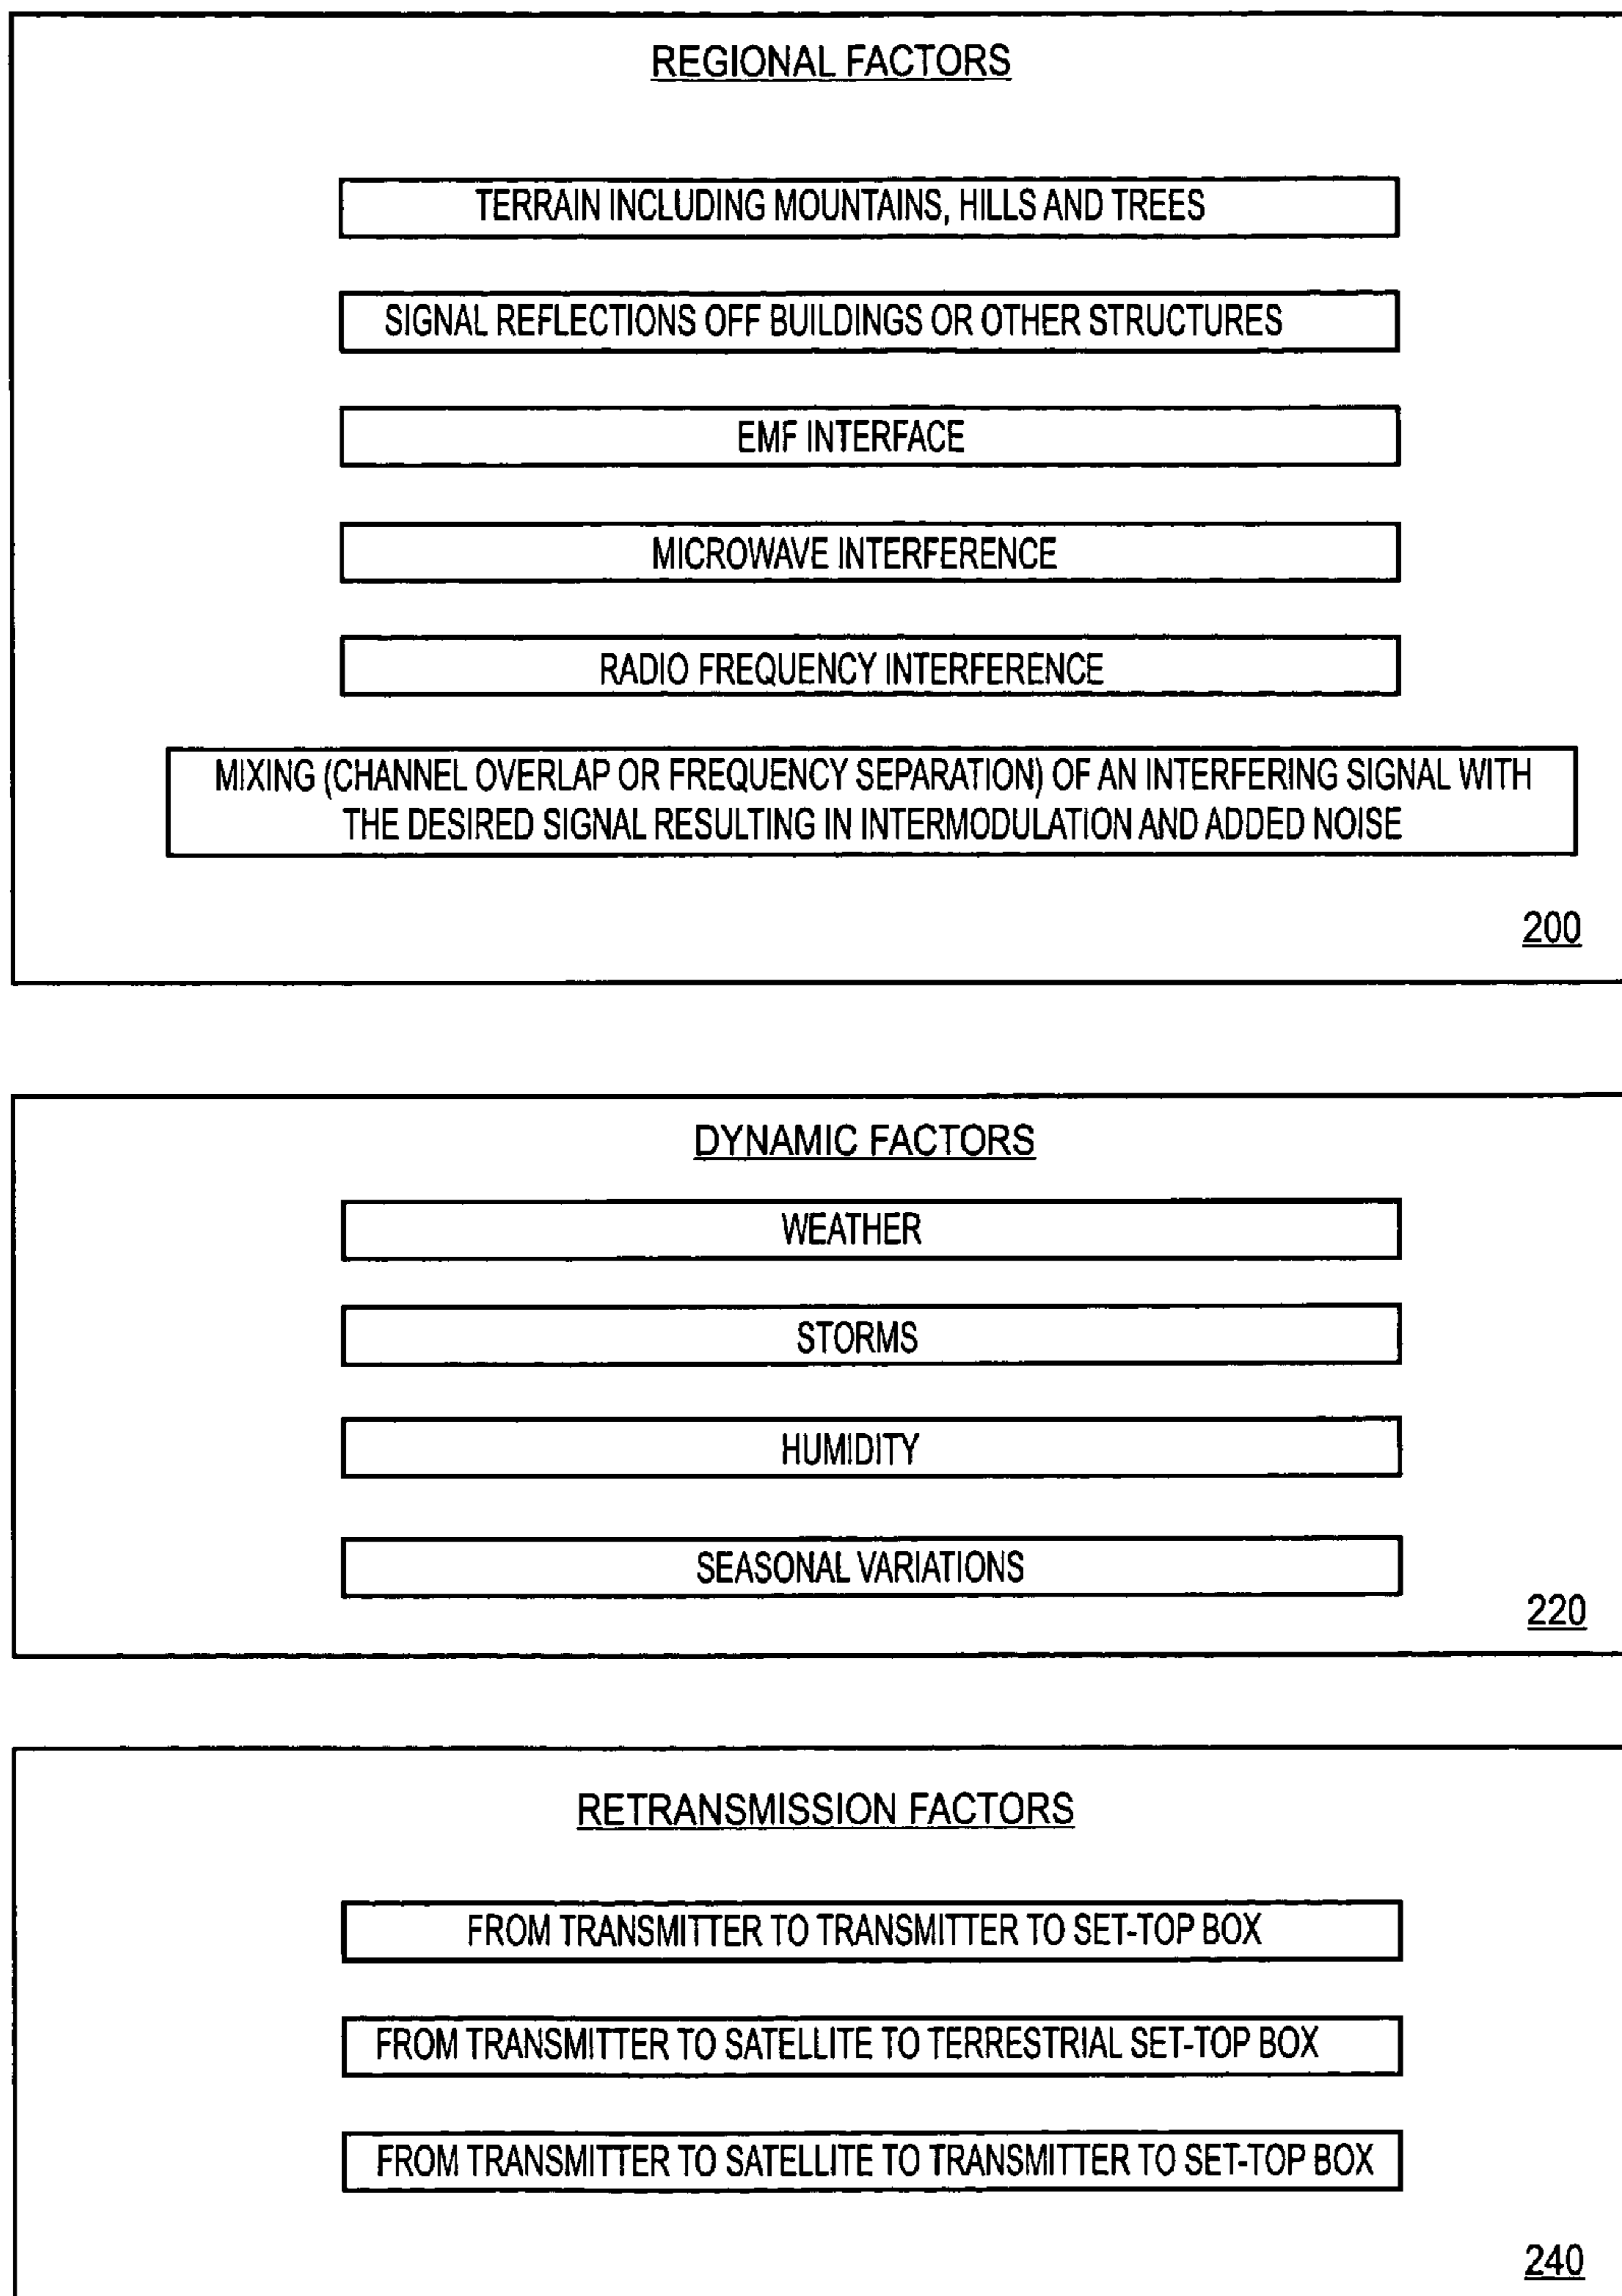 REGIONAL FACTORS
TERRAIN INCLUDING MOUNTAINS, HILLS AND TREES
SIGNAL REFLECTIONS OFF BUILDINGS OR OTHER STRUCTURES
EMF INTERFACE
MICROWAVE INTERFERENCE
RADIO FREQUENCY INTERFERENCE
MIXING (CHANNEL OVERLAP OR FREQUENCY SEPARATION) OF AN INTERFERING SIGNAL WITH
THE DESIRED SIGNAL RESULTING IN INTERMODULATION AND ADDED NOISE
200
DYNAMIC FACTORS
WEATHER
STORMS
HUMIDITY
SEASONAL VARIATIONS
220
RETRANSMISSION FACTORS
FROM TRANSMITTER TO TRANSMITTER TO SET-TOP BOX
FROM TRANSMITTER TO SATELLITE TO TERRESTRIAL SET-TOP BOX
FROM TRANSMITTER TO SATELLITE TO TRANSMITTER TO SET-TOP BOX
240